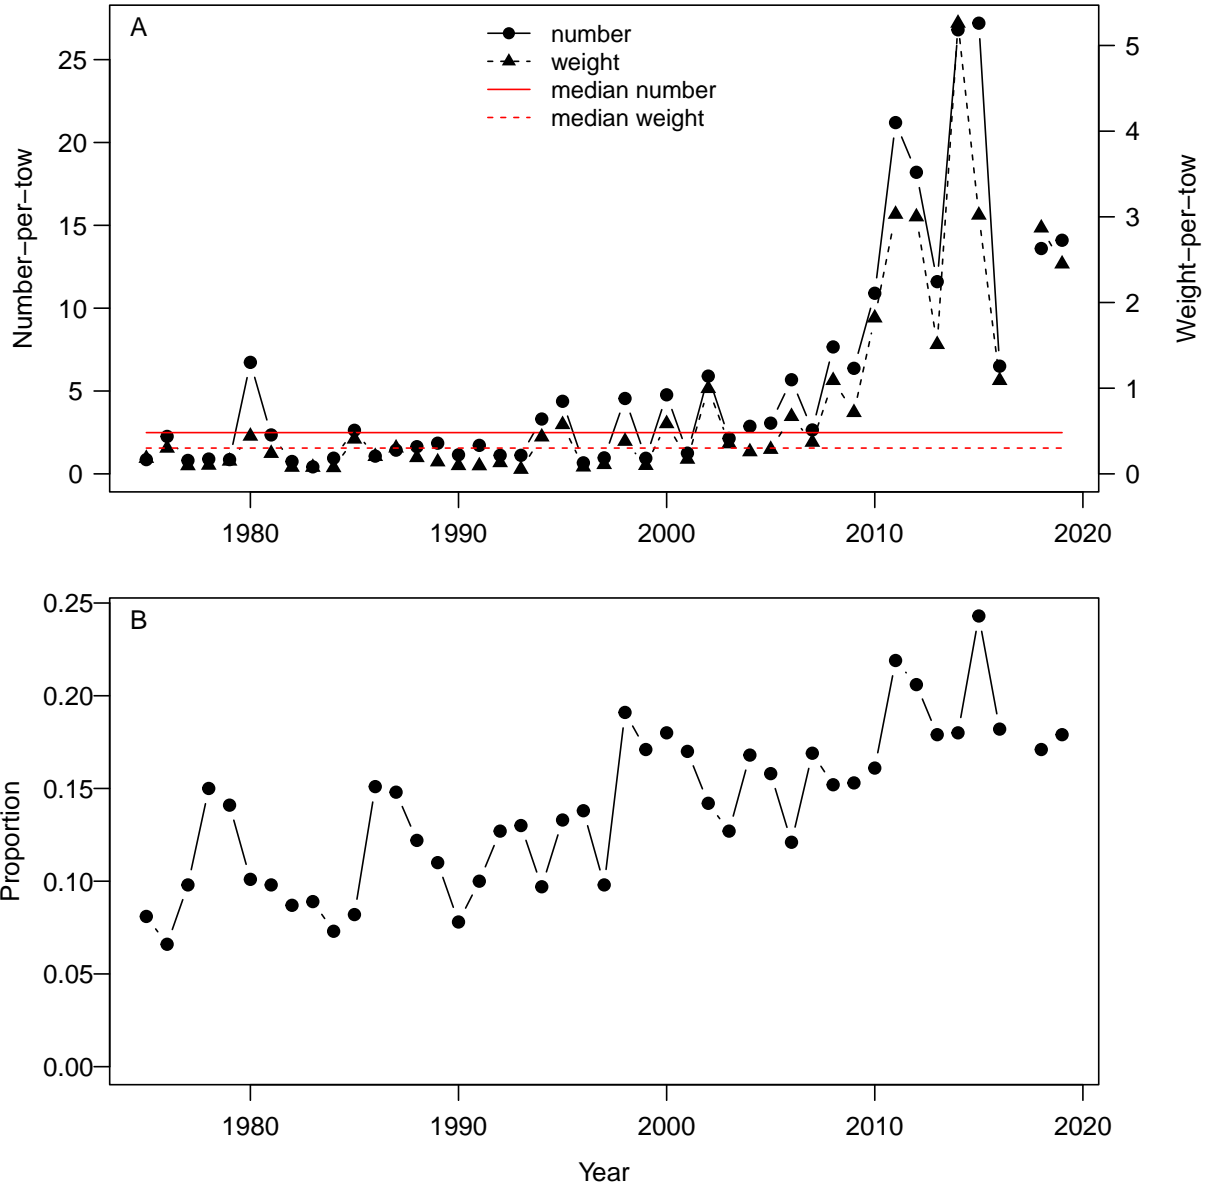 A
number
weight
median number
median weight
Number−per−tow
0
5
10
15
20
25
Weight−per−tow
0
1
2
3
4
5
1980
1990
2000
2010
2020
B
Proportion
0.00
0.05
0.10
0.15
0.20
0.25
1980
1990
2000
2010
2020
Year